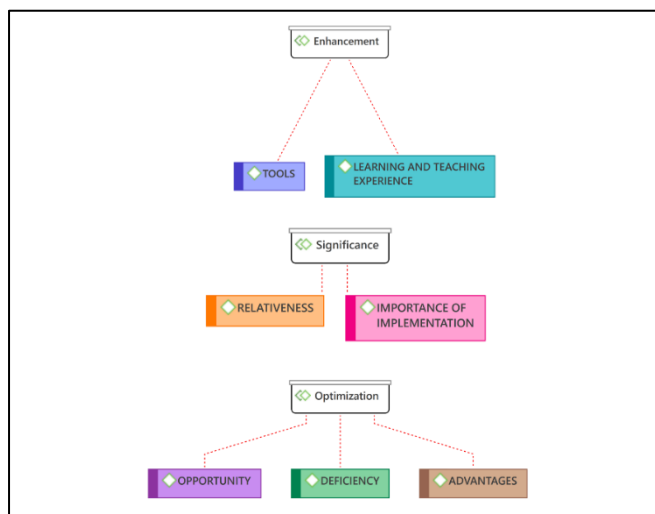 Enhancement
TOOLS
LEARNING AND TEACHING
EXPERIENCE
Significance
RELATIVENESS
IMPORTANCE OF
IMPLEMENTATION
Optimization
OPPORTUNITY
DEFICIENCY
ADVANTAGES